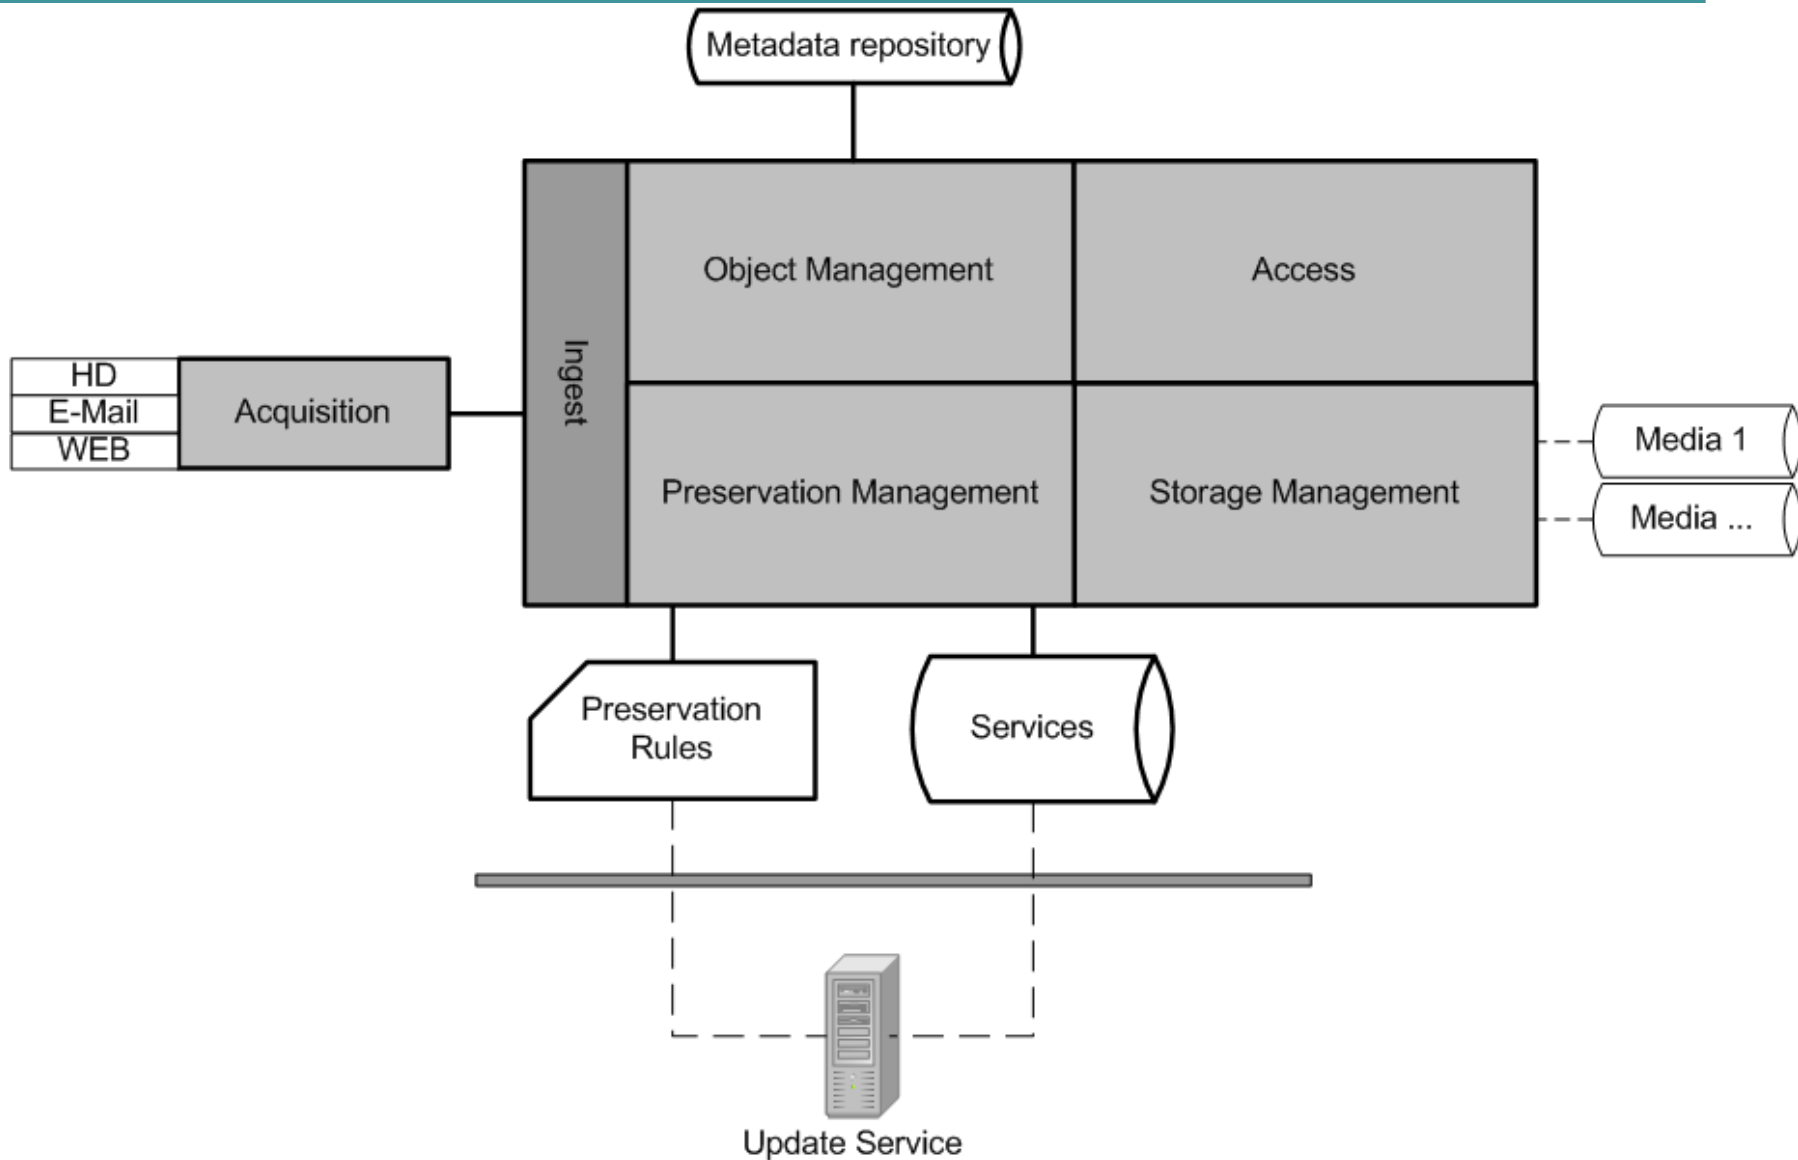 Metadata repository
Object Management
Access
Ingest
HD
E-Mail
WEB
Acquisition
Preservation Management
Storage Management
Media 1
Media ...
Preservation
Rules
Services
Update Service